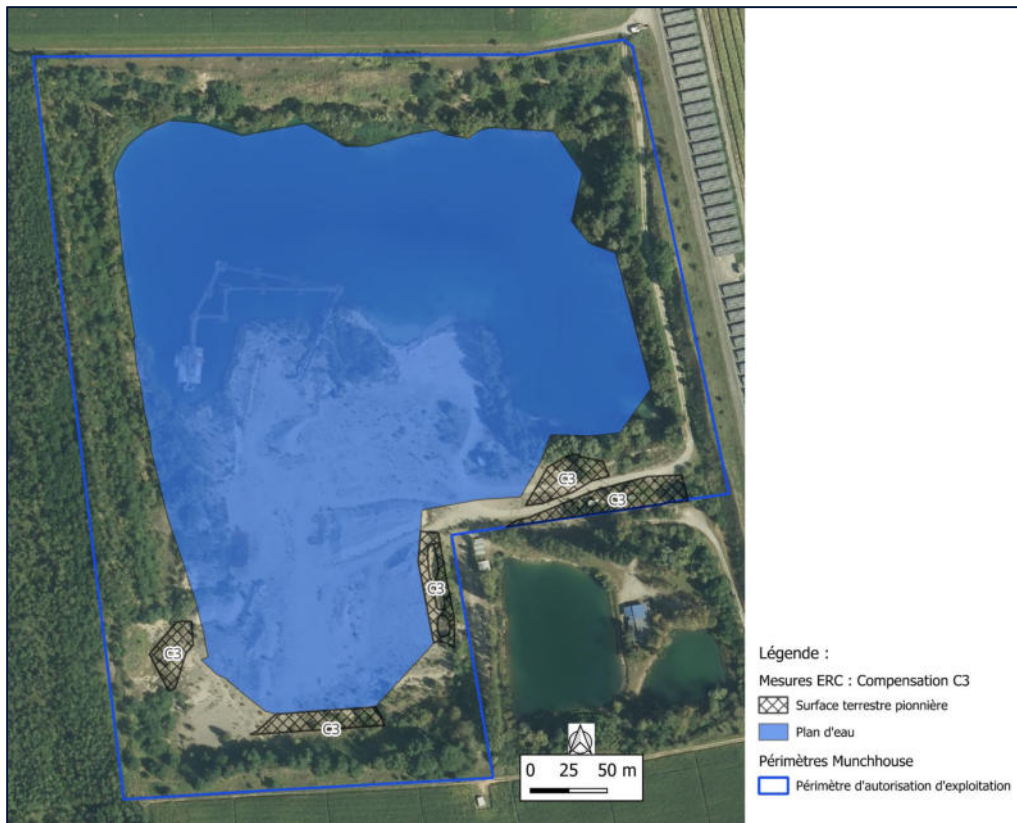 C3
C3
C3
C3
C3
0 25 50 m
Légende :
Mesures ERC : Compensation C3
Surface terrestre pionnière
Plan d'eau
Périmètres Munchhouse
Périmètre d'autorisation d'exploitation